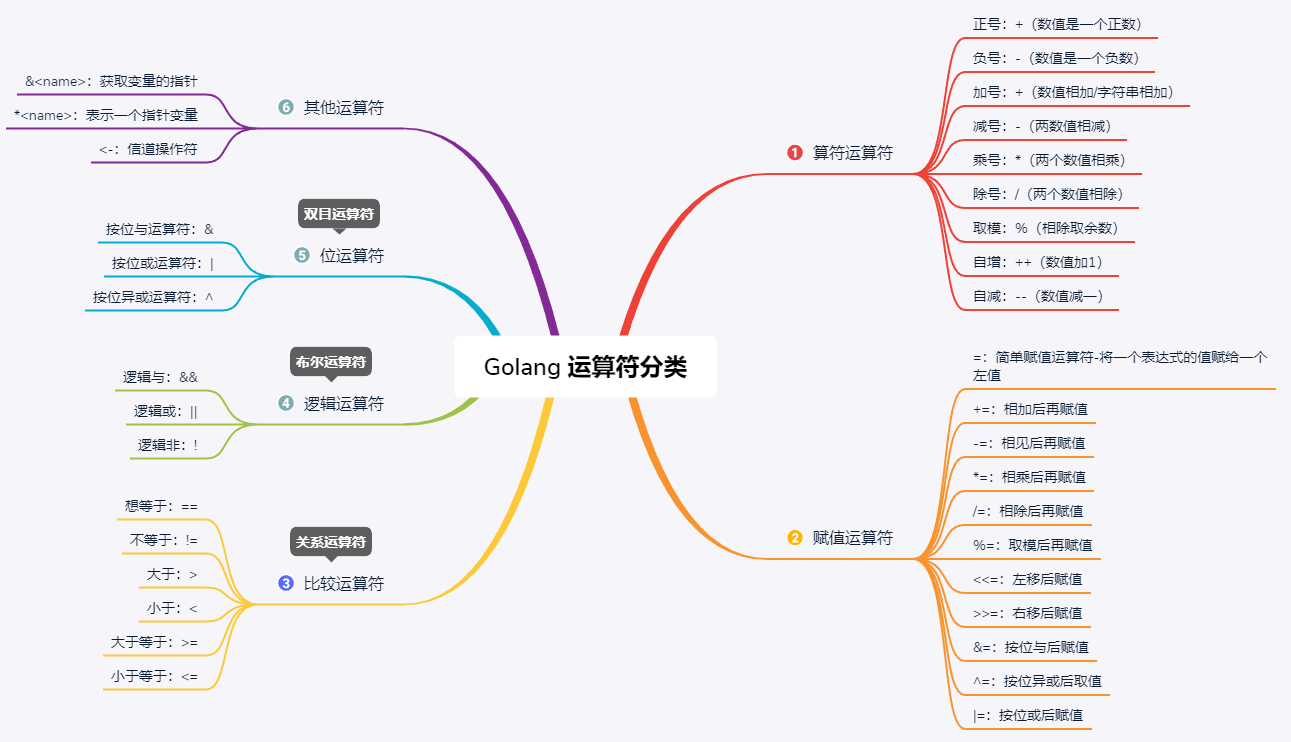 Golang 运算符分类
1 算符运算符
正号：+（数值是一个正数）
负号：-（数值是一个负数）
加号：+（数值相加/字符串相加）
减号：-（两数值相减）
乘号：*（两个数值相乘）
除号：/（两个数值相除）
取模：%（相除取余数）
自增：++（数值加1）
自减：--（数值减一）
2 赋值运算符
=：简单赋值运算符-将一个表达式的值赋给一个
左值
+=：相加后再赋值
-=：相见后再赋值
*=：相乘后再赋值
/=：相除后再赋值
%=：取模后再赋值
<<=：左移后赋值
>>=：右移后赋值
&=：按位与后赋值
^=：按位异或后取值
|=：按位或后赋值
关系运算符
3 比较运算符
想等于：==
不等于：!=
大于：>
小于：<
大于等于：>=
小于等于：<=
布尔运算符
4 逻辑运算符
逻辑与：&&
逻辑或：||
逻辑非：!
双目运算符
5 位运算符
按位与运算符：&
按位或运算符：|
按位异或运算符：^
6 其他运算符
&<name>：获取变量的指针
*<name>：表示一个指针变量
<-：信道操作符